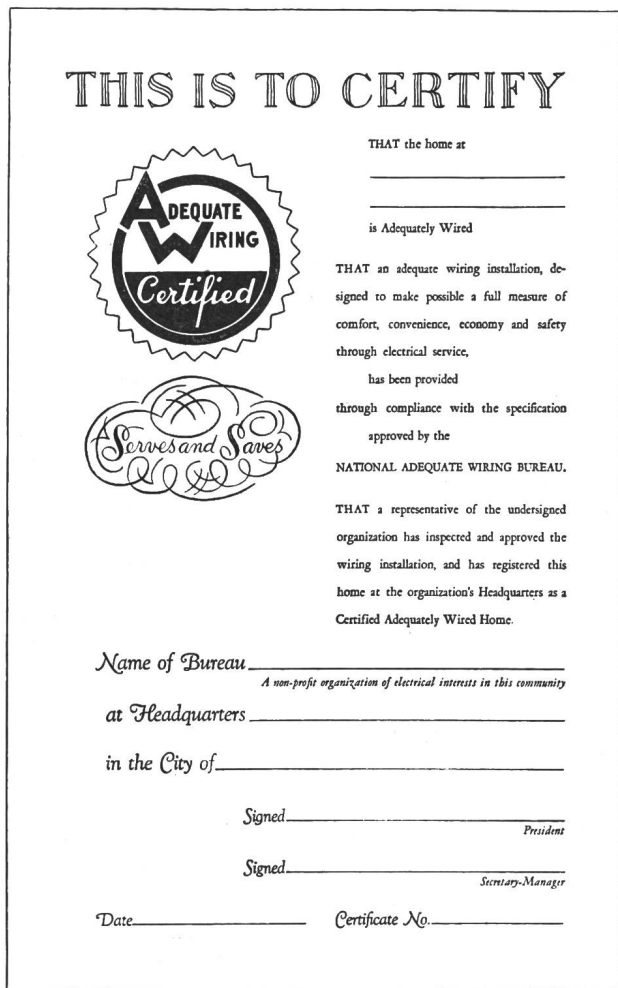 THIS IS TO CERTIFY
ADEQUATE
WIRING
Certified
Serves and Saves
THAT the home at
is Adequately Wired
THAT an adequate wiring installation, de-
signed to make possible a full measure of
comfort, convenience, economy and safety
through electrical service,
has been provided
through compliance with the specification
approved by the
NATIONAL ADEQUATE WIRING BUREAU.
THAT a representative of the undersigned
organization has inspected and approved the
wiring installation, and has registered this
home at the organization's Headquarters as a
Certified Adequately Wired Home.
Name of Bureau
A non-profit organization of electrical interests in this community
at Headquarters
in the City of
Signed
President
Signed
Secretary-Manager
Date Certificate No.